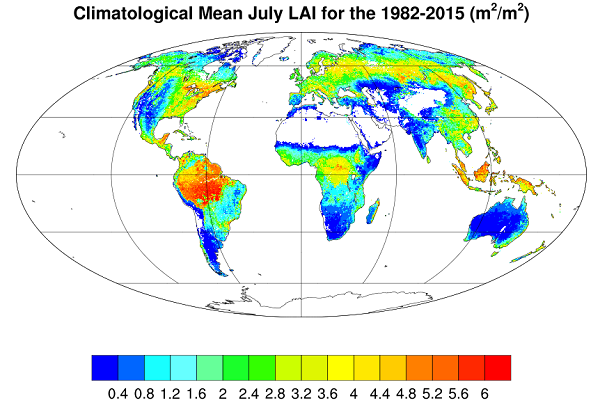 Climatological Mean July LAI for the 1982-2015 (m²/m²)
0.4 0.8 1.2 1.6 2 2.4 2.8 3.2 3.6 4 4.4 4.8 5.2 5.6 6